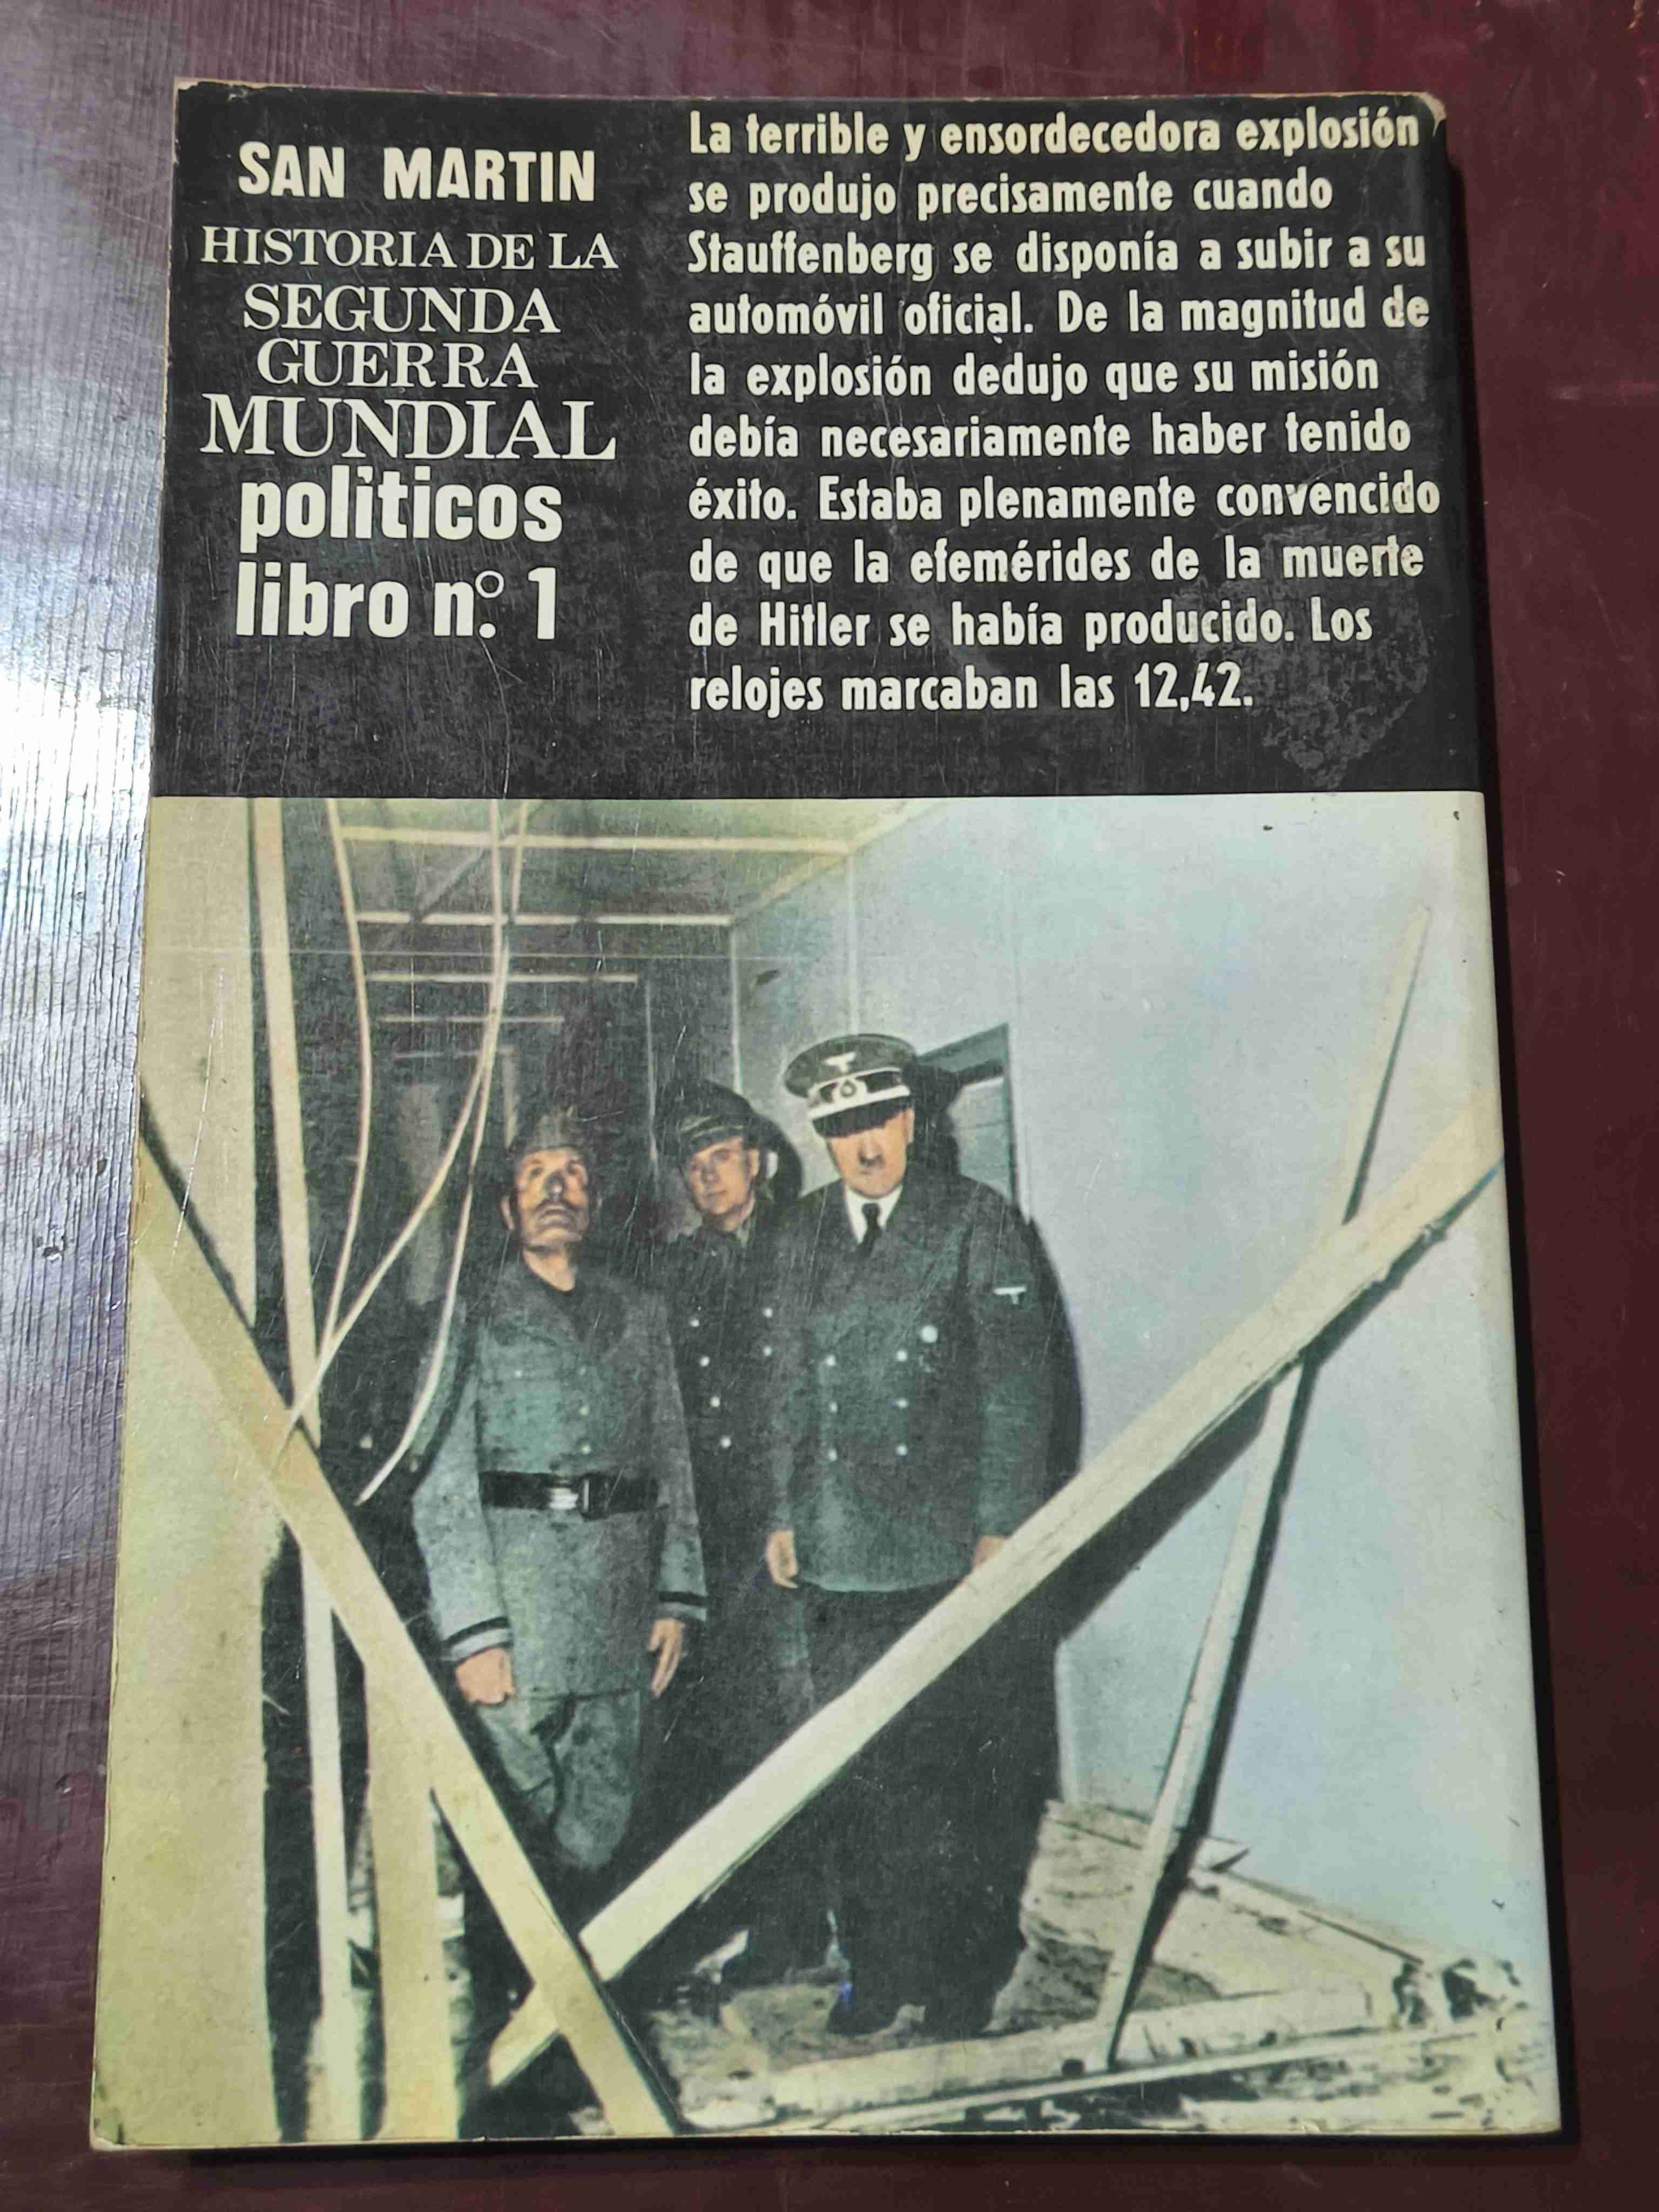 SAN MARTIN
HISTORIA DE LA
SEGUNDA
GUERRA
MUNDIAL
politicos
libro nº. 1
La terrible y ensordecedora explosión
se produjo precisamente cuando
Stauffenberg se disponía a subir a su
automóvil oficial. De la magnitud de
la explosión dedujo que su misión
debía necesariamente haber tenido
éxito. Estaba plenamente convencido
de que la efemérides de la muerte
de Hitler se había producido. Los
relojes marcaban las 12,42.